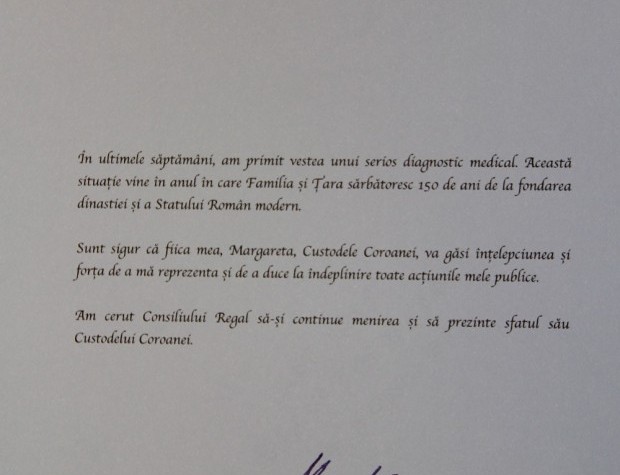 În ultimele săptămâni, am primit vestea unui serios diagnostic medical. Această
situație vine în anul în care Familia și Țara sărbătoresc 150 de ani de la fondarea
dinastiei și a Statului Român modern.
Sunt sigur că fiica mea, Margareta, Custodele Coroanei, va găsi înțelepciunea și
forța de a mă reprezenta și de a duce la îndeplinire toate acțiunile mele publice.
Am cerut Consiliului Regal să-și continue menirea și să prezinte sfatul său
Custodelui Coroanei.